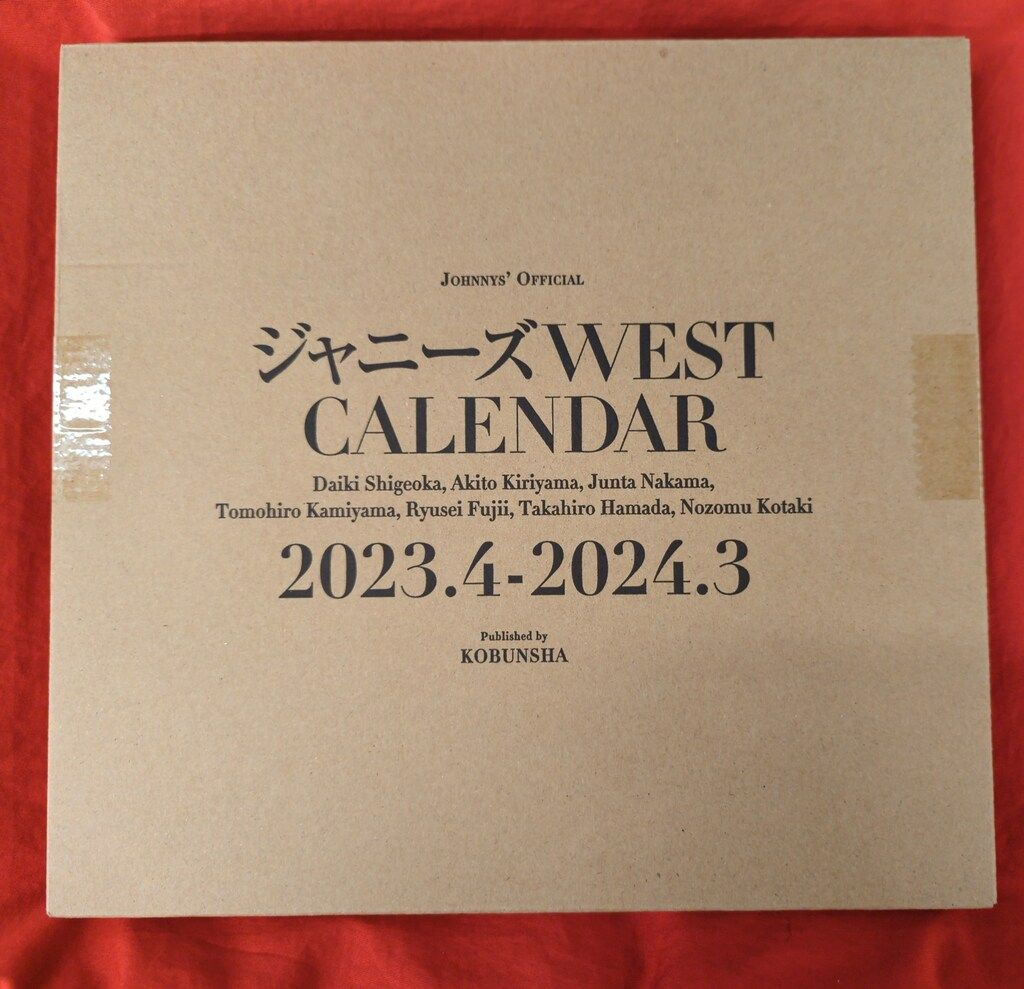 JOHNNYS' OFFICIAL
ジャニーズWEST
CALENDAR
Daiki Shigeoka, Akito Kiriyama, Junta Nakama,
Tomohiro Kamiyama, Ryusei Fujii, Takahiro Hamada, Nozomu Kotaki
2023.4-2024.3
Published by
KOBUNSHA